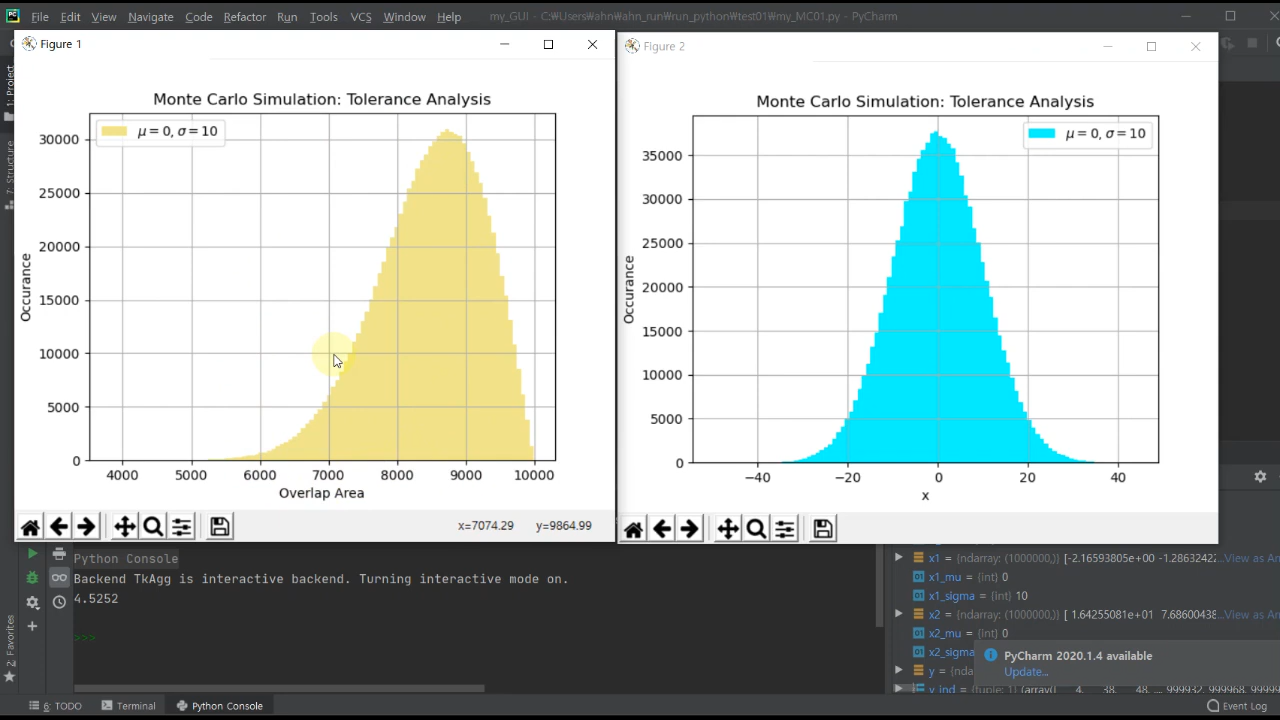 File Edit View Navigate Code Refactor Run Tools VCS Window Help my_GUI - C:₩Users₩ahn₩ahn_run₩run_python₩test01₩my_MC01.py - PyCharm
1: Project
7: Structure
2: Favorites
Figure 1
Monte Carlo Simulation: Tolerance Analysis
μ = 0, σ = 10
30000
25000
20000
15000
10000
5000
0
Occurance
4000 5000 6000 7000 8000 9000 10000
Overlap Area
x=7074.29 y=9864.99
Figure 2
Monte Carlo Simulation: Tolerance Analysis
μ = 0, σ = 10
35000
30000
25000
20000
15000
10000
5000
0
Occurance
−40 −20 0 20 40
x
Python Console
Backend TkAgg is interactive backend. Turning interactive mode on.
4.5252
>>>
x1 = {ndarray: (1000000,)} [-2.16593805e+00 -1.2863242...View as Ar
x1_mu = {int} 0
x1_sigma = {int} 10
x2 = {ndarray: (1000000,)} [ 1.64255081e+01 7.6860043...View as Ar
x2_mu = {int} 0
x2_sigma
y = {nda
y_ind = {tuple: 1} (array([ 4, 38, 48, ..., 999932, 999968, 99999
PyCharm 2020.1.4 available
Update...
6: TODO Terminal Python Console Event Log